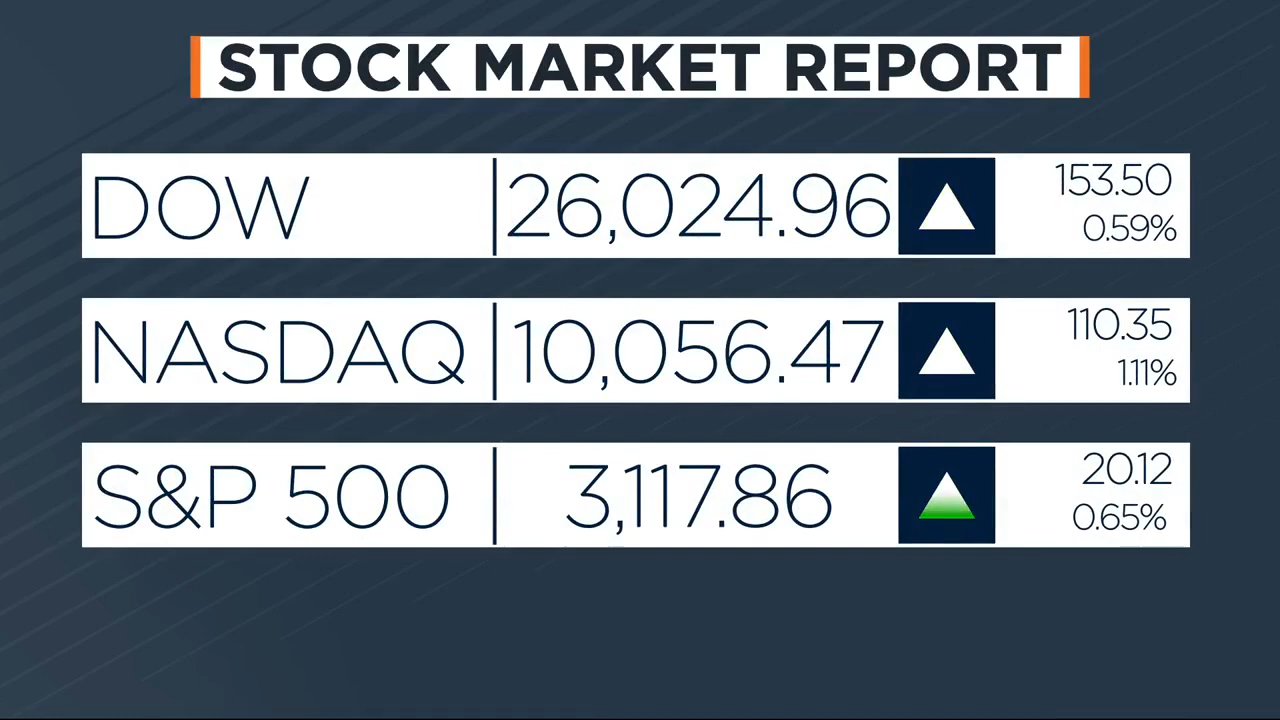 STOCK MARKET REPORT
DOW 26,024.96 153.50
0.59%
NASDAQ 10,056.47 110.35
1.11%
S&P 500 3,117.86 20.12
0.65%